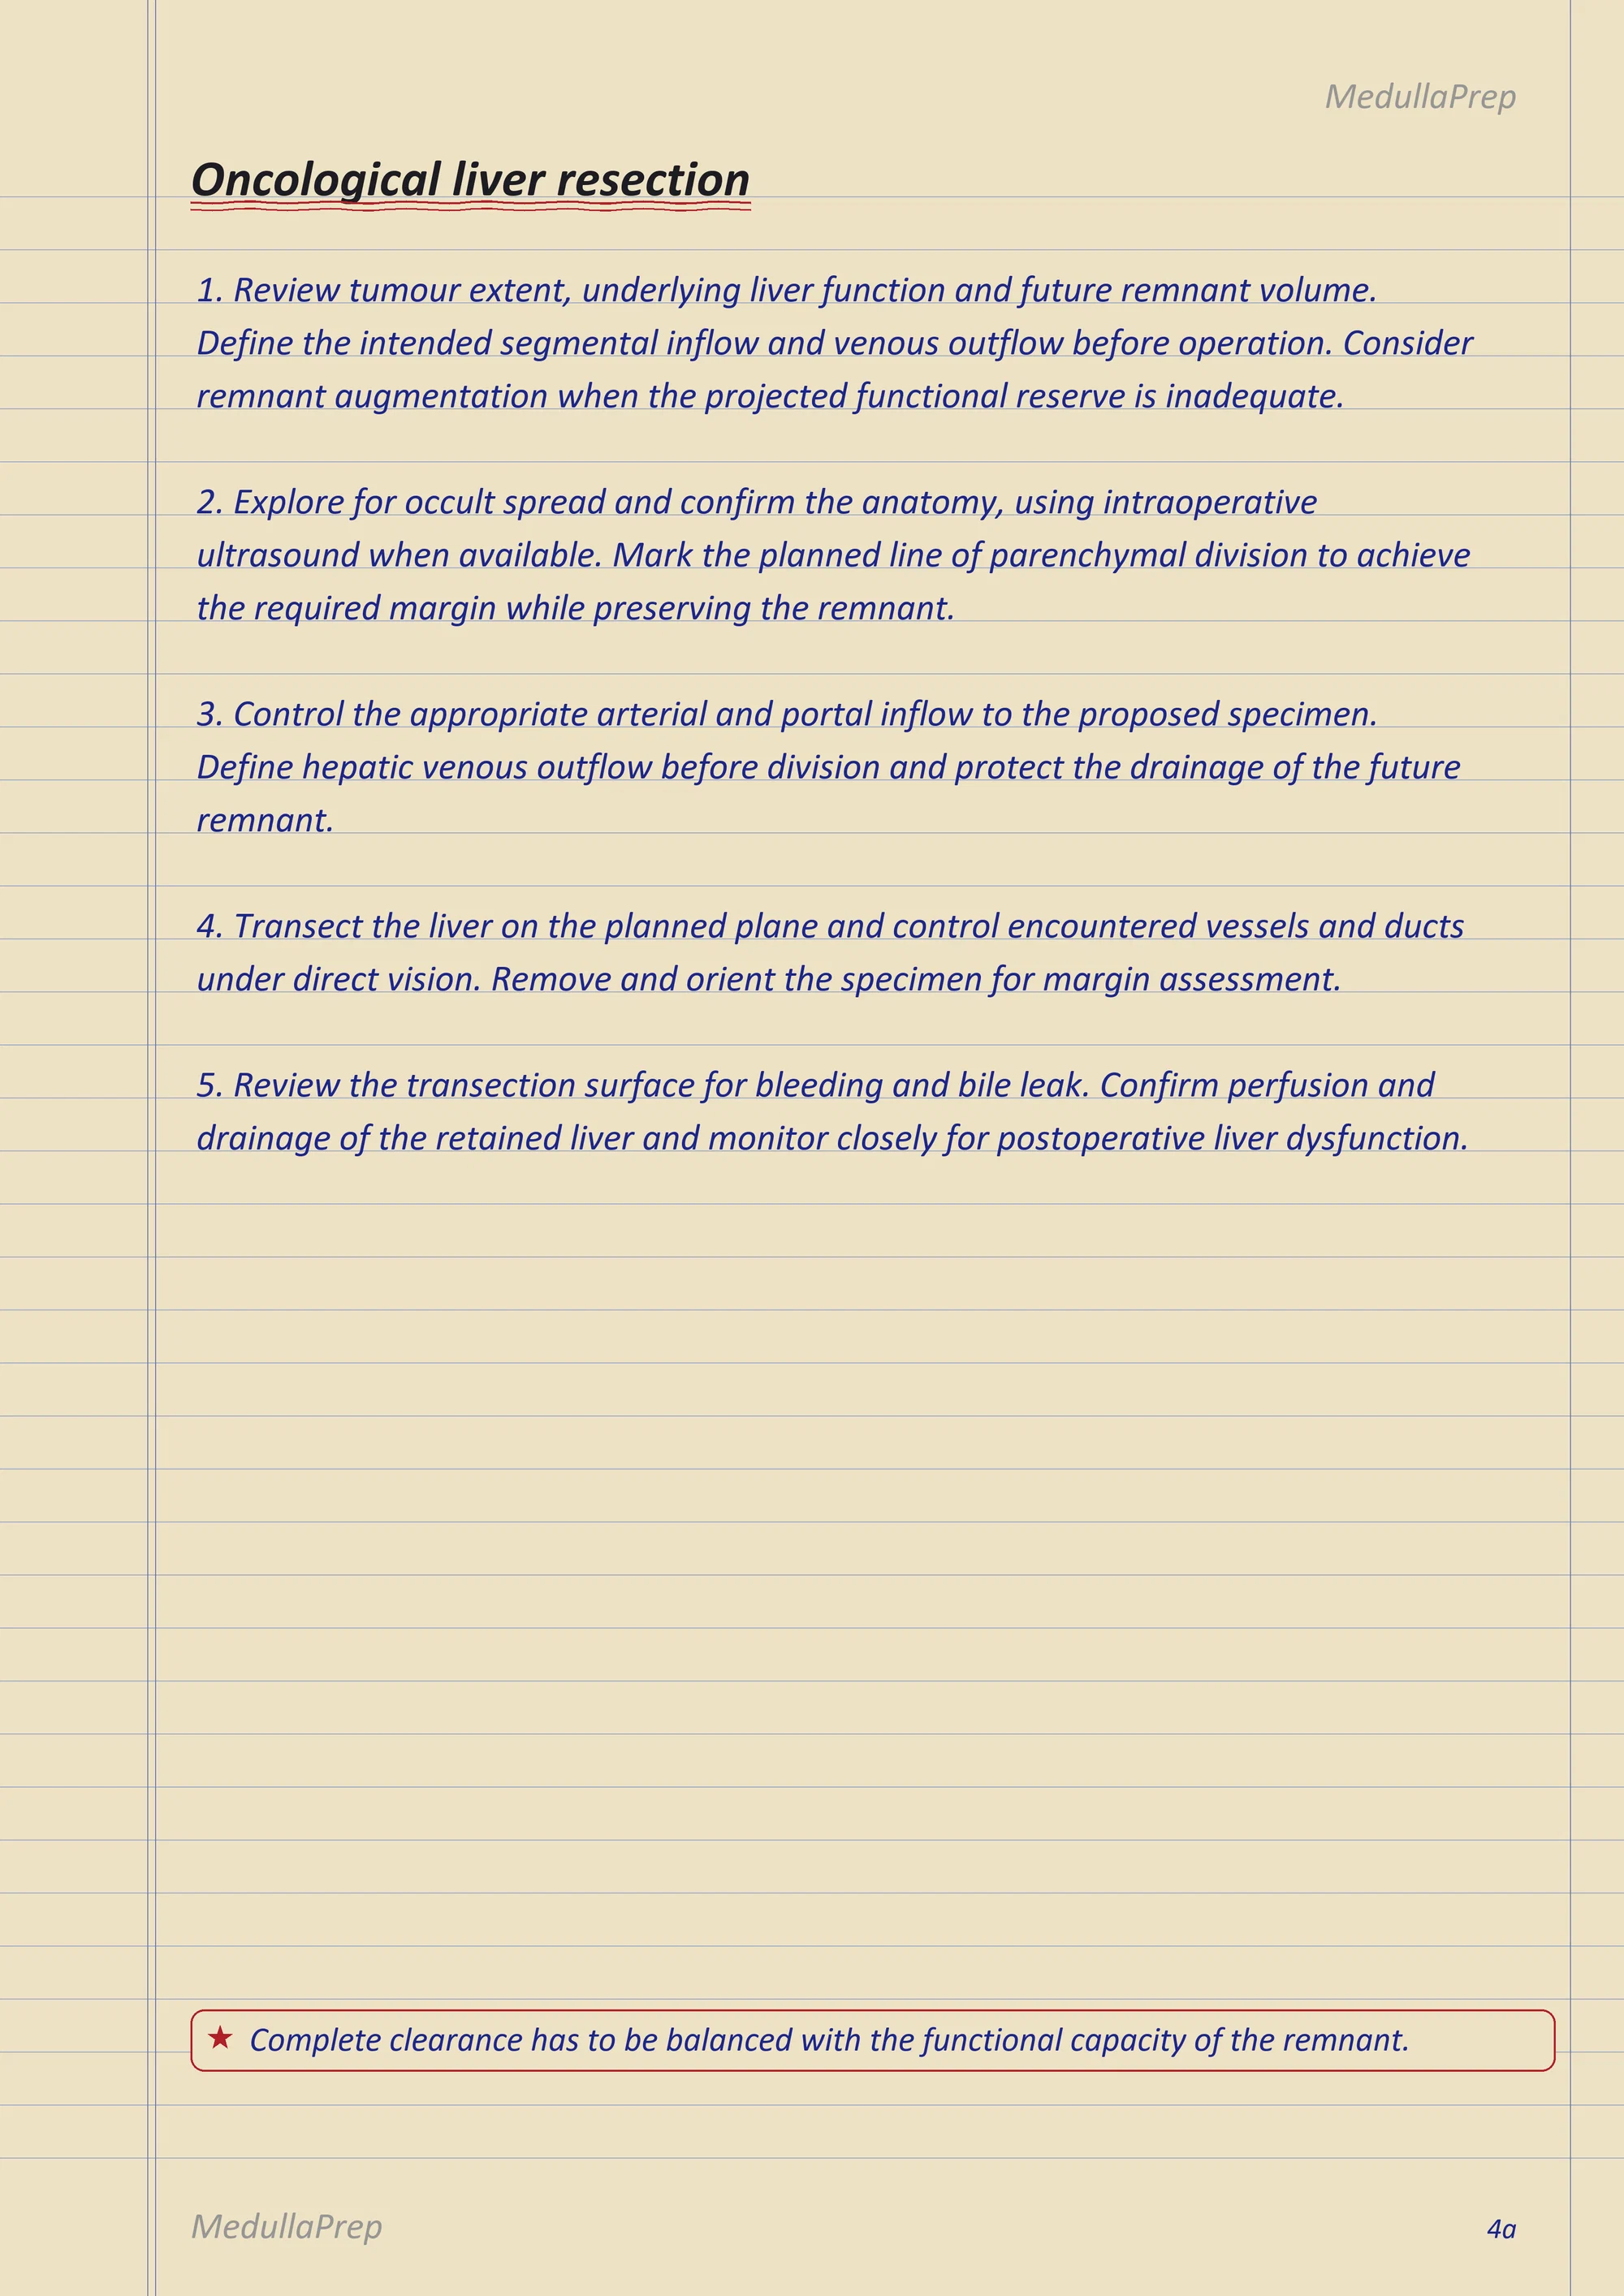 MedullaPrep
Oncological liver resection
1. Review tumour extent, underlying liver function and future remnant volume.
Define the intended segmental inflow and venous outflow before operation. Consider
remnant augmentation when the projected functional reserve is inadequate.
2. Explore for occult spread and confirm the anatomy, using intraoperative
ultrasound when available. Mark the planned line of parenchymal division to achieve
the required margin while preserving the remnant.
3. Control the appropriate arterial and portal inflow to the proposed specimen.
Define hepatic venous outflow before division and protect the drainage of the future
remnant.
4. Transect the liver on the planned plane and control encountered vessels and ducts
under direct vision. Remove and orient the specimen for margin assessment.
5. Review the transection surface for bleeding and bile leak. Confirm perfusion and
drainage of the retained liver and monitor closely for postoperative liver dysfunction.
★ Complete clearance has to be balanced with the functional capacity of the remnant.
MedullaPrep
4a